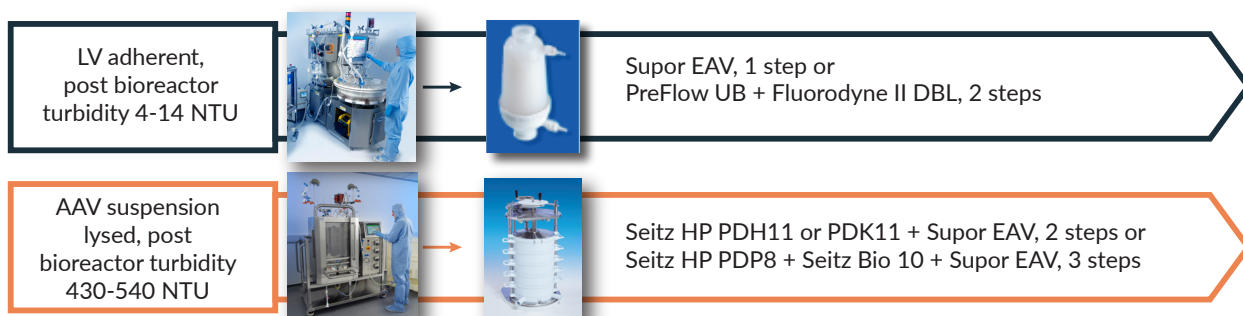 LV adherent,
post bioreactor
turbidity 4-14 NTU
Supor EAV, 1 step or
PreFlow UB + Fluorodyne II DBL, 2 steps
AAV suspension
lysed, post
bioreactor turbidity
430-540 NTU
Seitz HP PDH11 or PDK11 + Supor EAV, 2 steps or
Seitz HP PDP8 + Seitz Bio 10 + Supor EAV, 3 steps